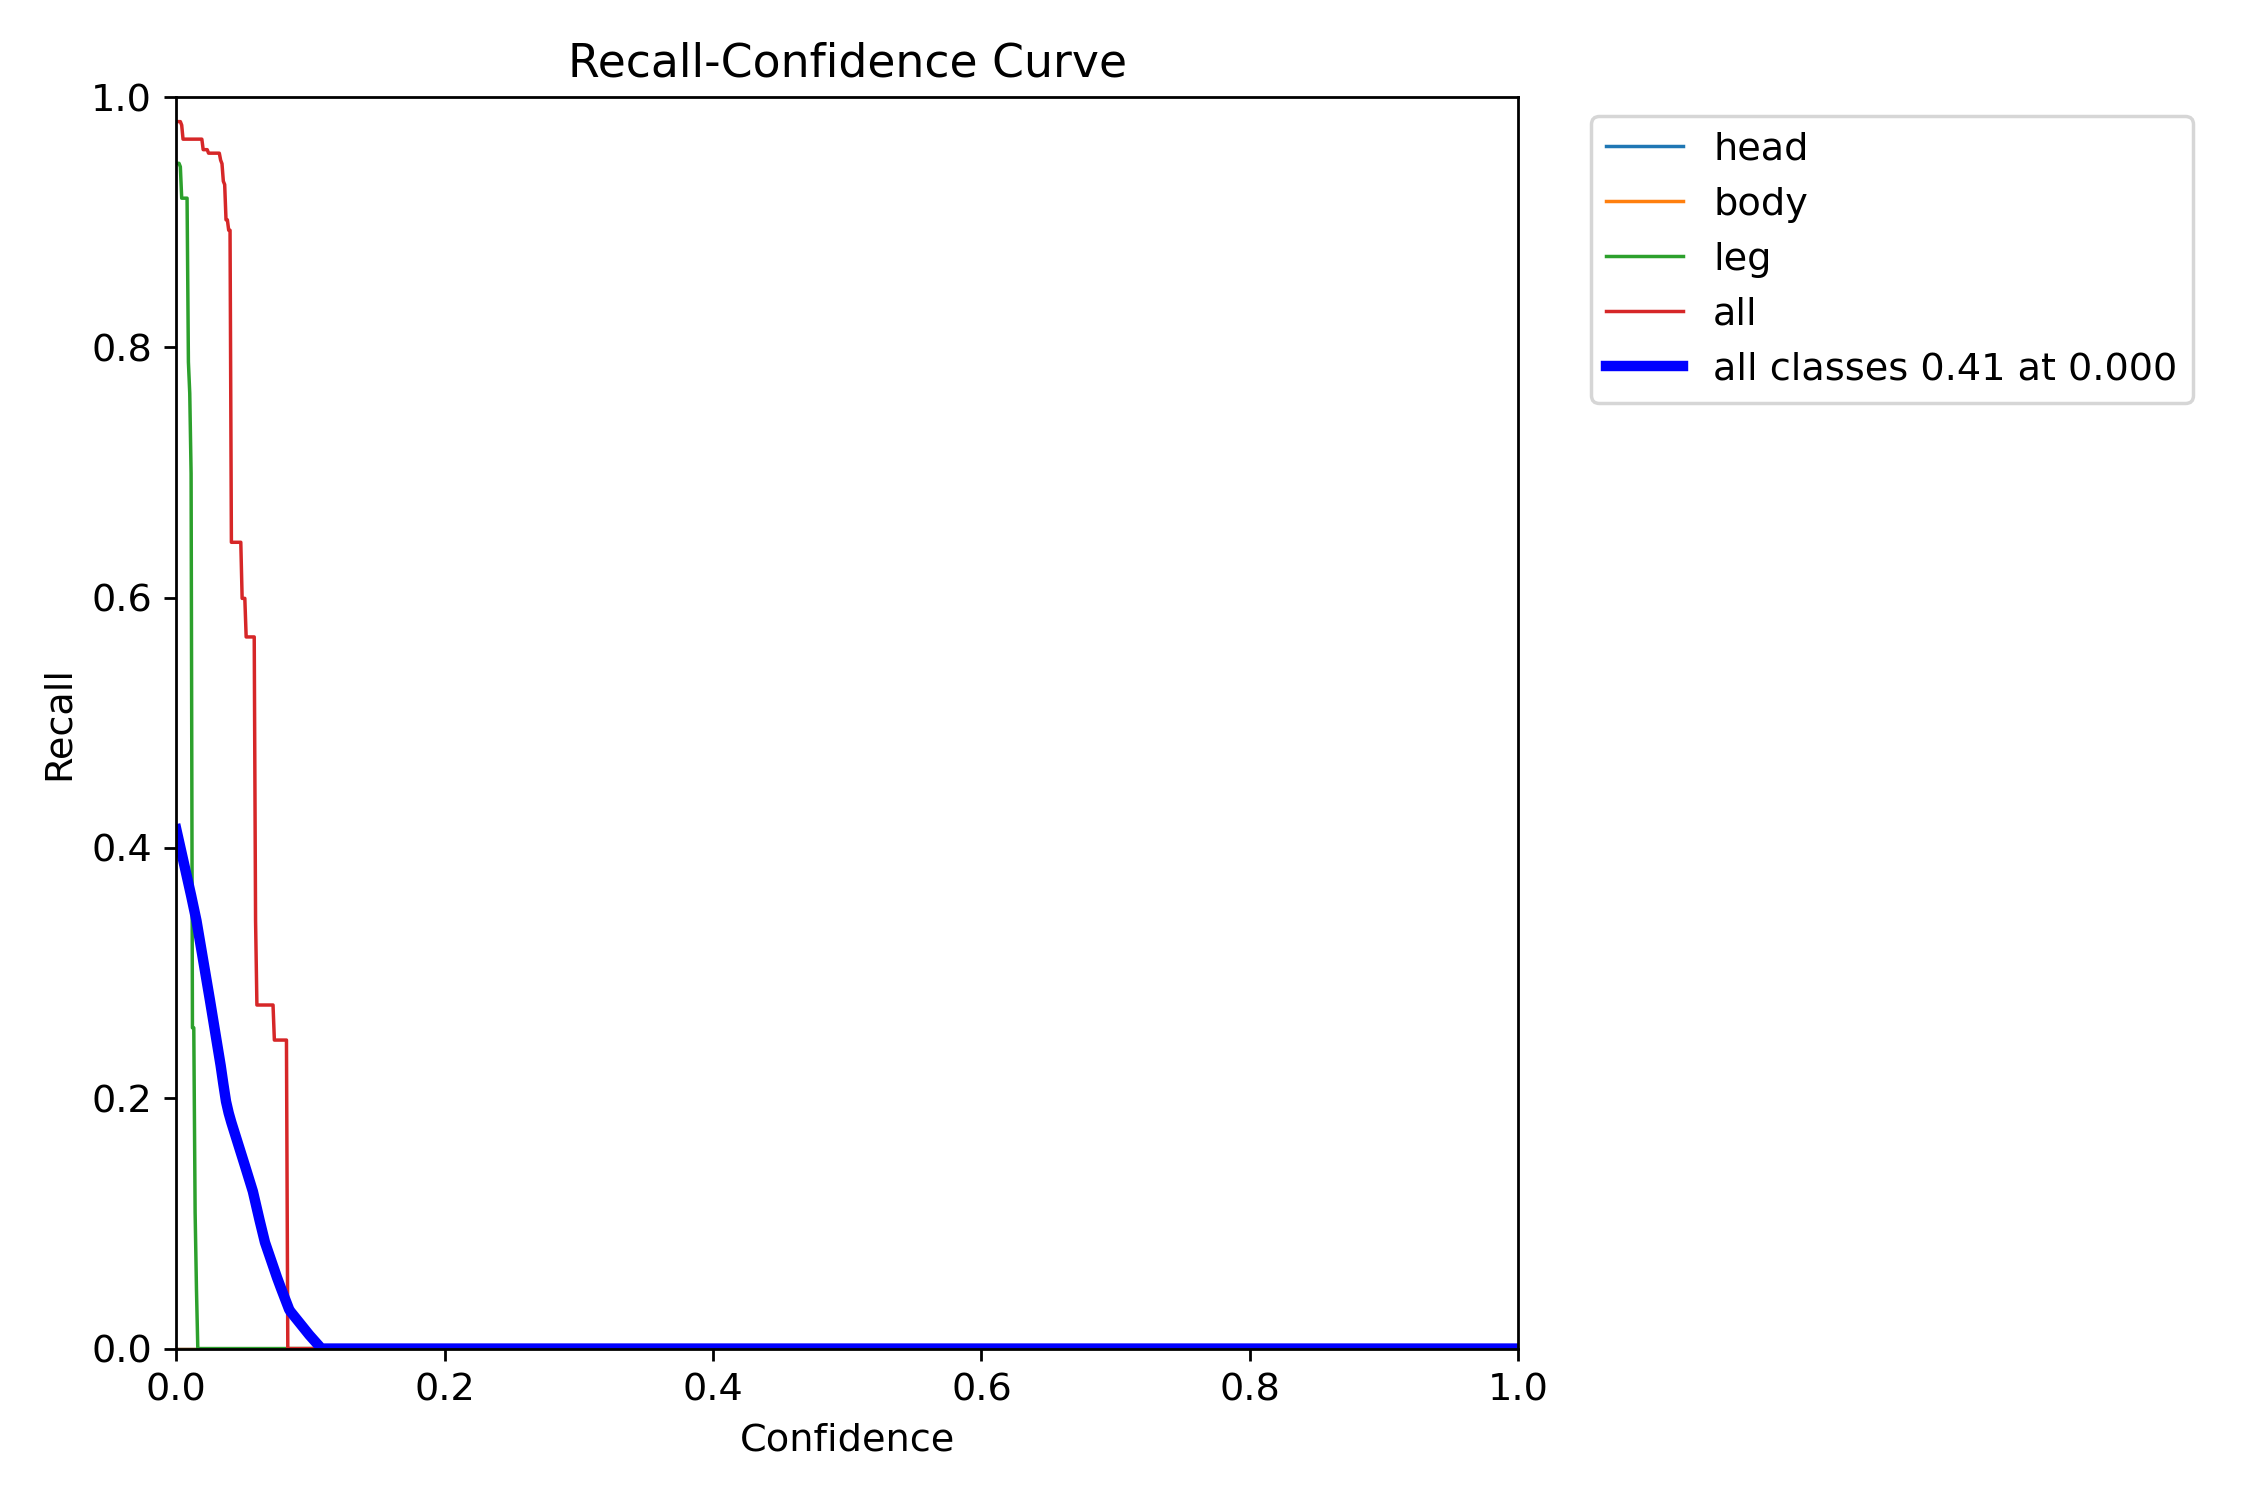 Recall-Confidence Curve
1.0
0.8
0.6
0.4
0.2
0.0
Recall
0.0 0.2 0.4 0.6 0.8 1.0
Confidence
head
body
leg
all
all classes 0.41 at 0.000